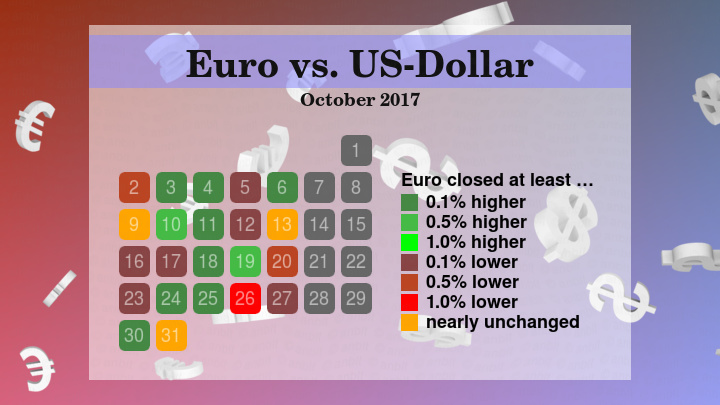 Euro vs. US-Dollar
October 2017
1
2 3 4 5 6 7 8
9 10 11 12 13 14 15
16 17 18 19 20 21 22
23 24 25 26 27 28 29
30 31
Euro closed at least ...
0.1% higher
0.5% higher
1.0% higher
0.1% lower
0.5% lower
1.0% lower
nearly unchanged